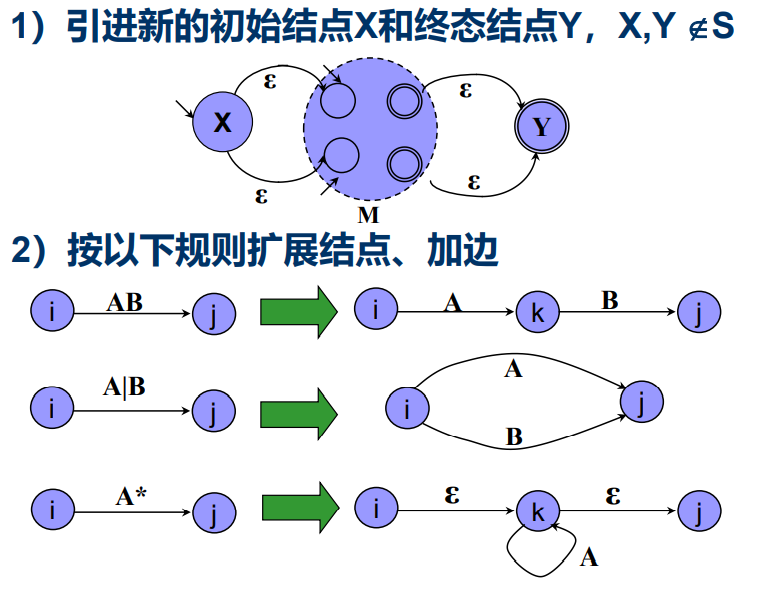 1）引进新的初始结点X和终态结点Y，X,Y ∉S
ε ε
X Y
ε ε
M
2）按以下规则扩展结点、加边
i AB j i A k B j
i A|B j i A B j
i A* j i ε k ε j
A